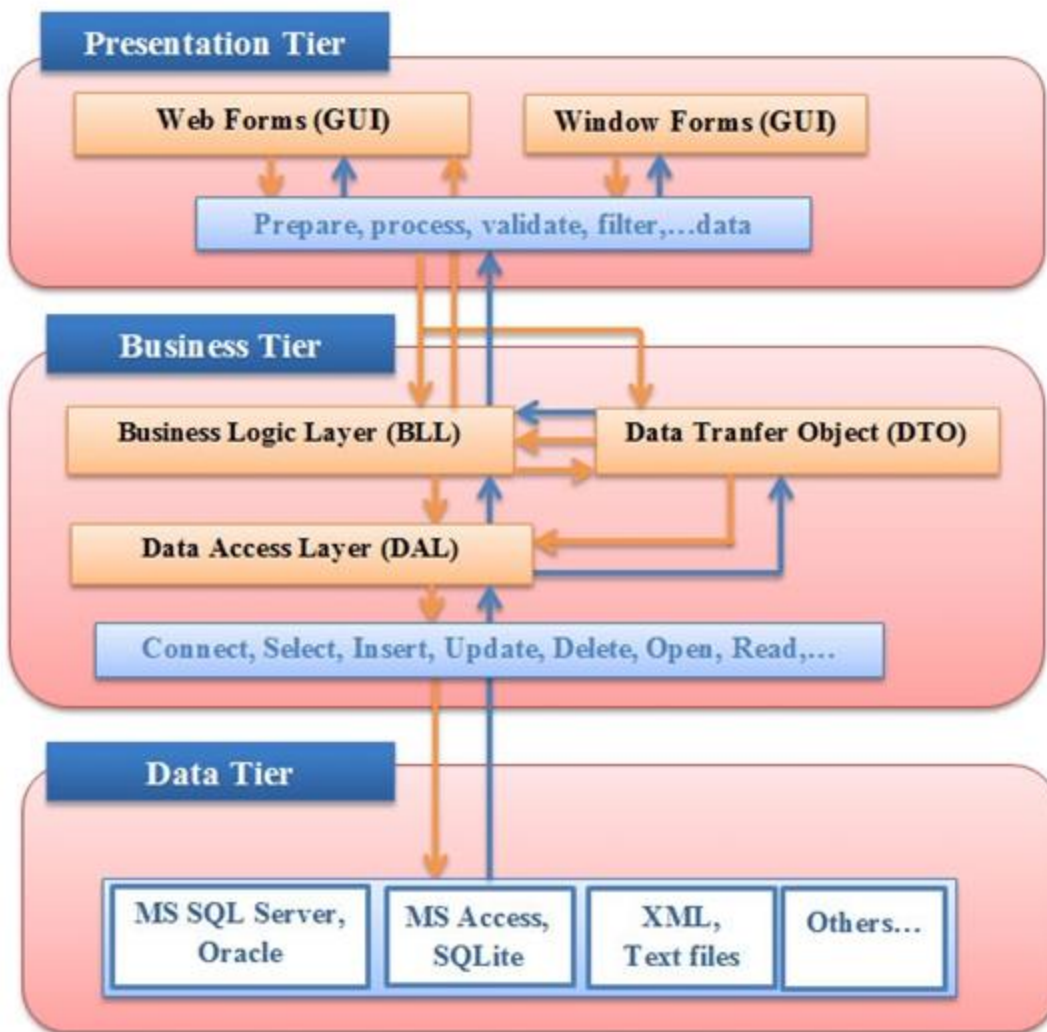 Presentation Tier
Web Forms (GUI)
Window Forms (GUI)
Prepare, process, validate, filter,...data
Business Tier
Business Logic Layer (BLL)
Data Tranfer Object (DTO)
Data Access Layer (DAL)
Connect, Select, Insert, Update, Delete, Open, Read,...
Data Tier
MS SQL Server,
Oracle
MS Access,
SQLite
XML,
Text files
Others...